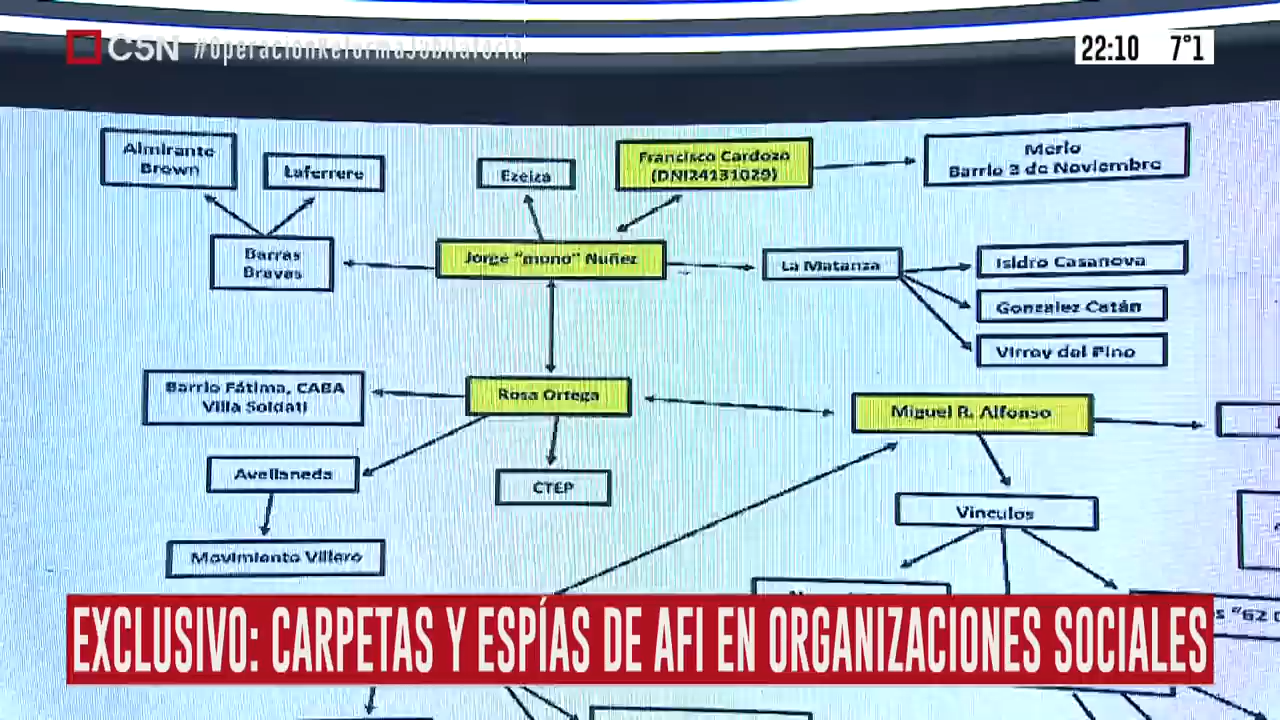 C5N #OperacionReformaJubilatoria
22:10 7°1
Almirante
Brown
Laferrere
Ezeiza
Francisco Cardozo
(DNI24131029)
Merlo
Barrio 3 de Noviembre
Barras
Bravas
Jorge "mono" Nuñez
La Matanza
Isidro Casanova
Gonzalez Catán
Virrey del Pino
Barrio Fátima, CABA
Villa Soldati
Rosa Ortega
Miguel R. Alfonso
Avellaneda
CTEP
Vinculos
Movimiento Villero
"62
EXCLUSIVO: CARPETAS Y ESPÍAS DE AFI EN ORGANIZACIONES SOCIALES